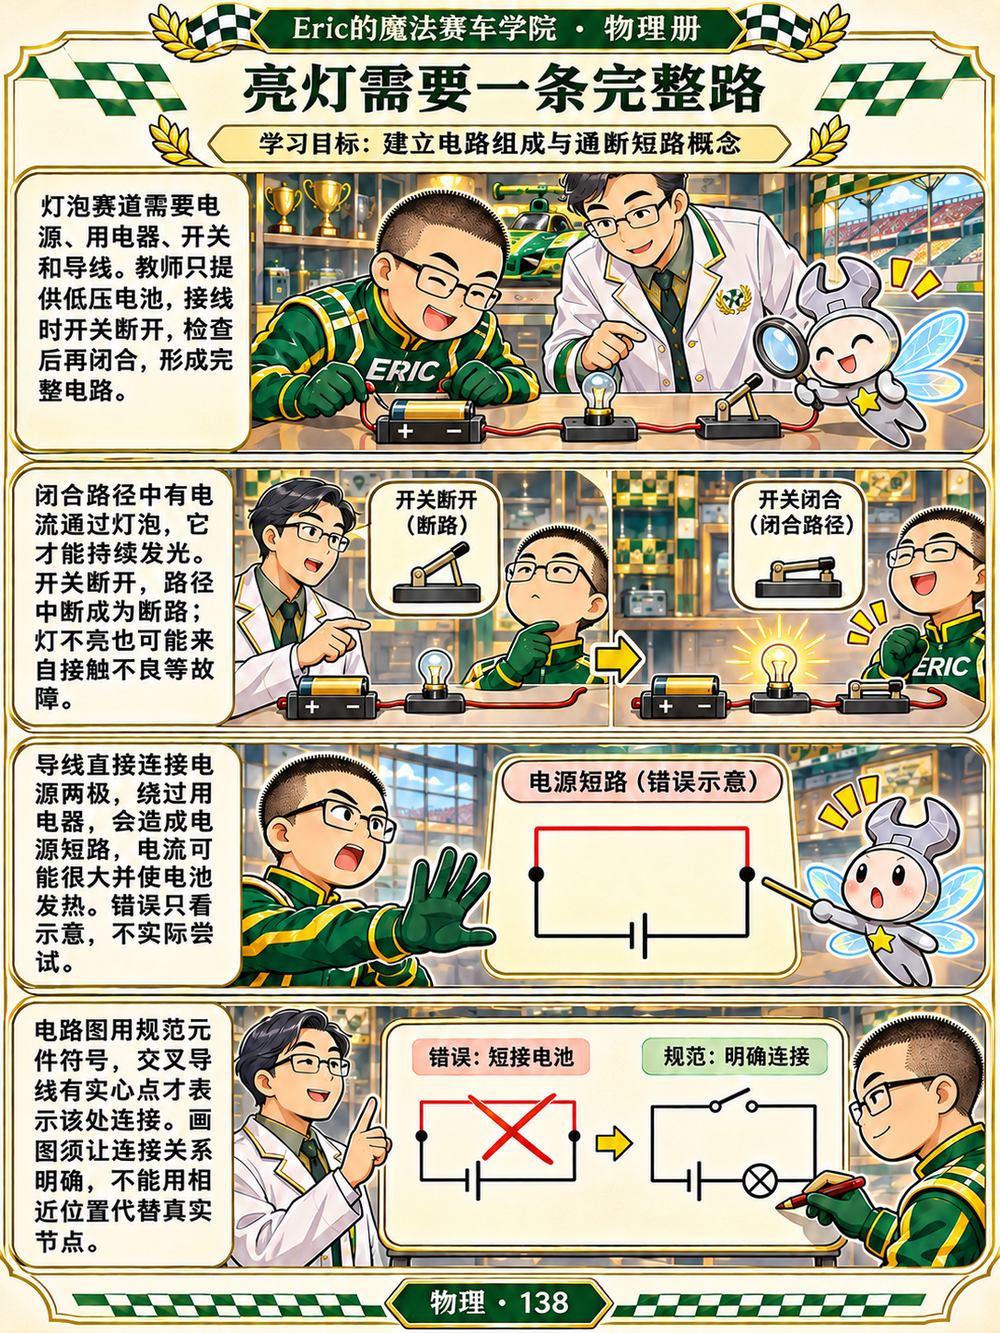 Eric的魔法赛车学院 · 物理册
亮灯需要一条完整路
学习目标：建立电路组成与通断短路概念
灯泡赛道需要电
源、用电器、开关
和导线。教师只提
供低压电池，接线
时开关断开，检查
后再闭合，形成完
整电路。
ERIC
+ −
闭合路径中有电
流通过灯泡，它
才能持续发光。
开关断开，路径
中断成为断路；
灯不亮也可能来
自接触不良等故
障。
开关断开
（断路）
+ −
开关闭合
（闭合路径）
ERIC
+ −
导线直接连接电
源两极，绕过用
电器，会造成电
源短路，电流可
能很大并使电池
发热。错误只看
示意，不实际尝
试。
电源短路（错误示意）
电路图用规范元
件符号，交叉导
线有实心点才表
示该处连接。画
图须让连接关系
明确，不能用相
近位置代替真实
节点。
错误：短接电池
规范：明确连接
物理 · 138